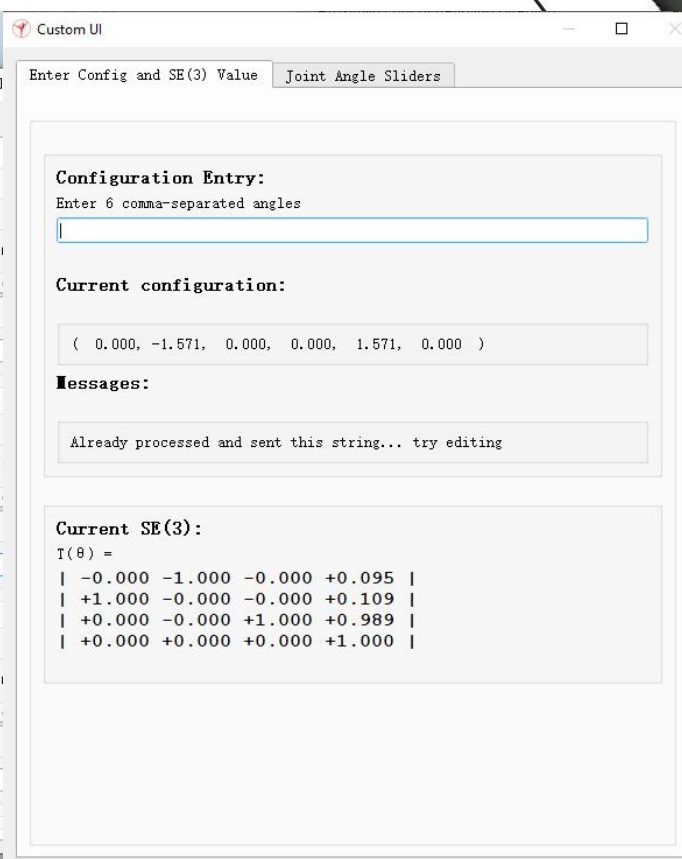 Custom UI
Enter Config and SE(3) Value
Joint Angle Sliders
Configuration Entry:
Enter 6 comma-separated angles
Current configuration:
( 0.000, -1.571, 0.000, 0.000, 1.571, 0.000 )
Messages:
Already processed and sent this string... try editing
Current SE(3):
T(θ) =
| -0.000 -1.000 -0.000 +0.095 |
| +1.000 -0.000 -0.000 +0.109 |
| +0.000 -0.000 +1.000 +0.989 |
| +0.000 +0.000 +0.000 +1.000 |